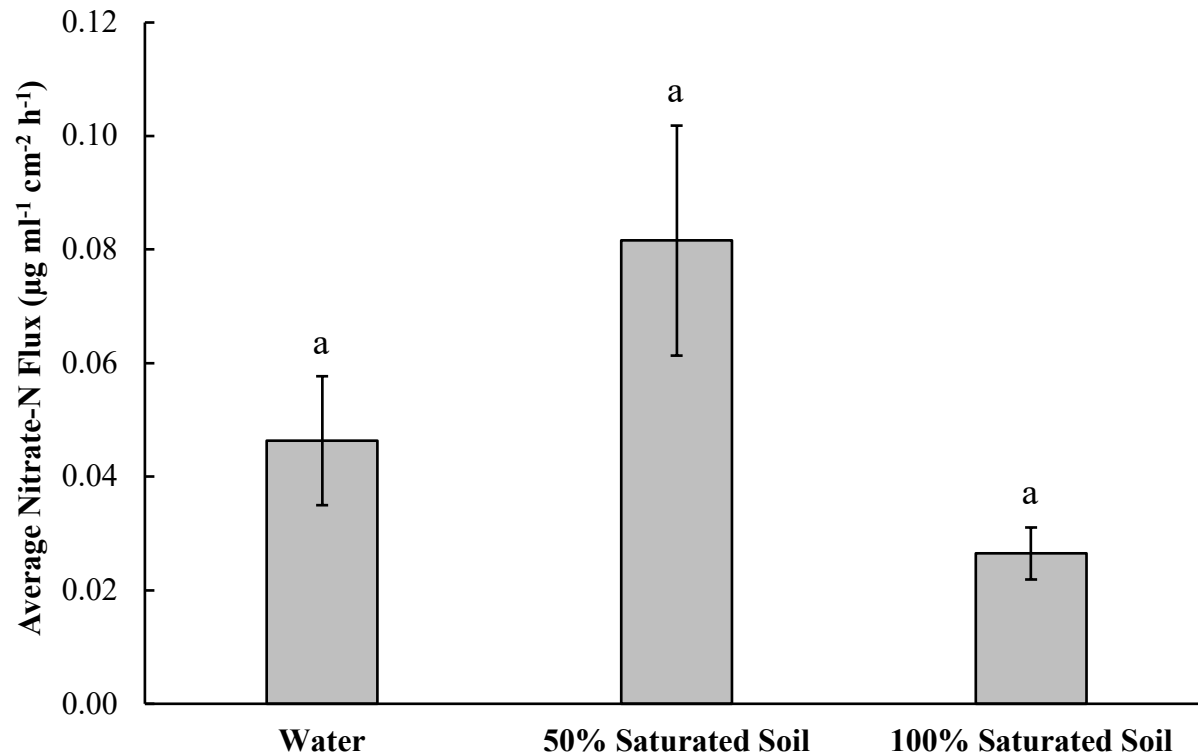 Average Nitrate-N Flux (µg ml⁻¹ cm⁻² h⁻¹)
0.12
0.10
0.08
0.06
0.04
0.02
0.00
a
a
a
Water
50% Saturated Soil
100% Saturated Soil